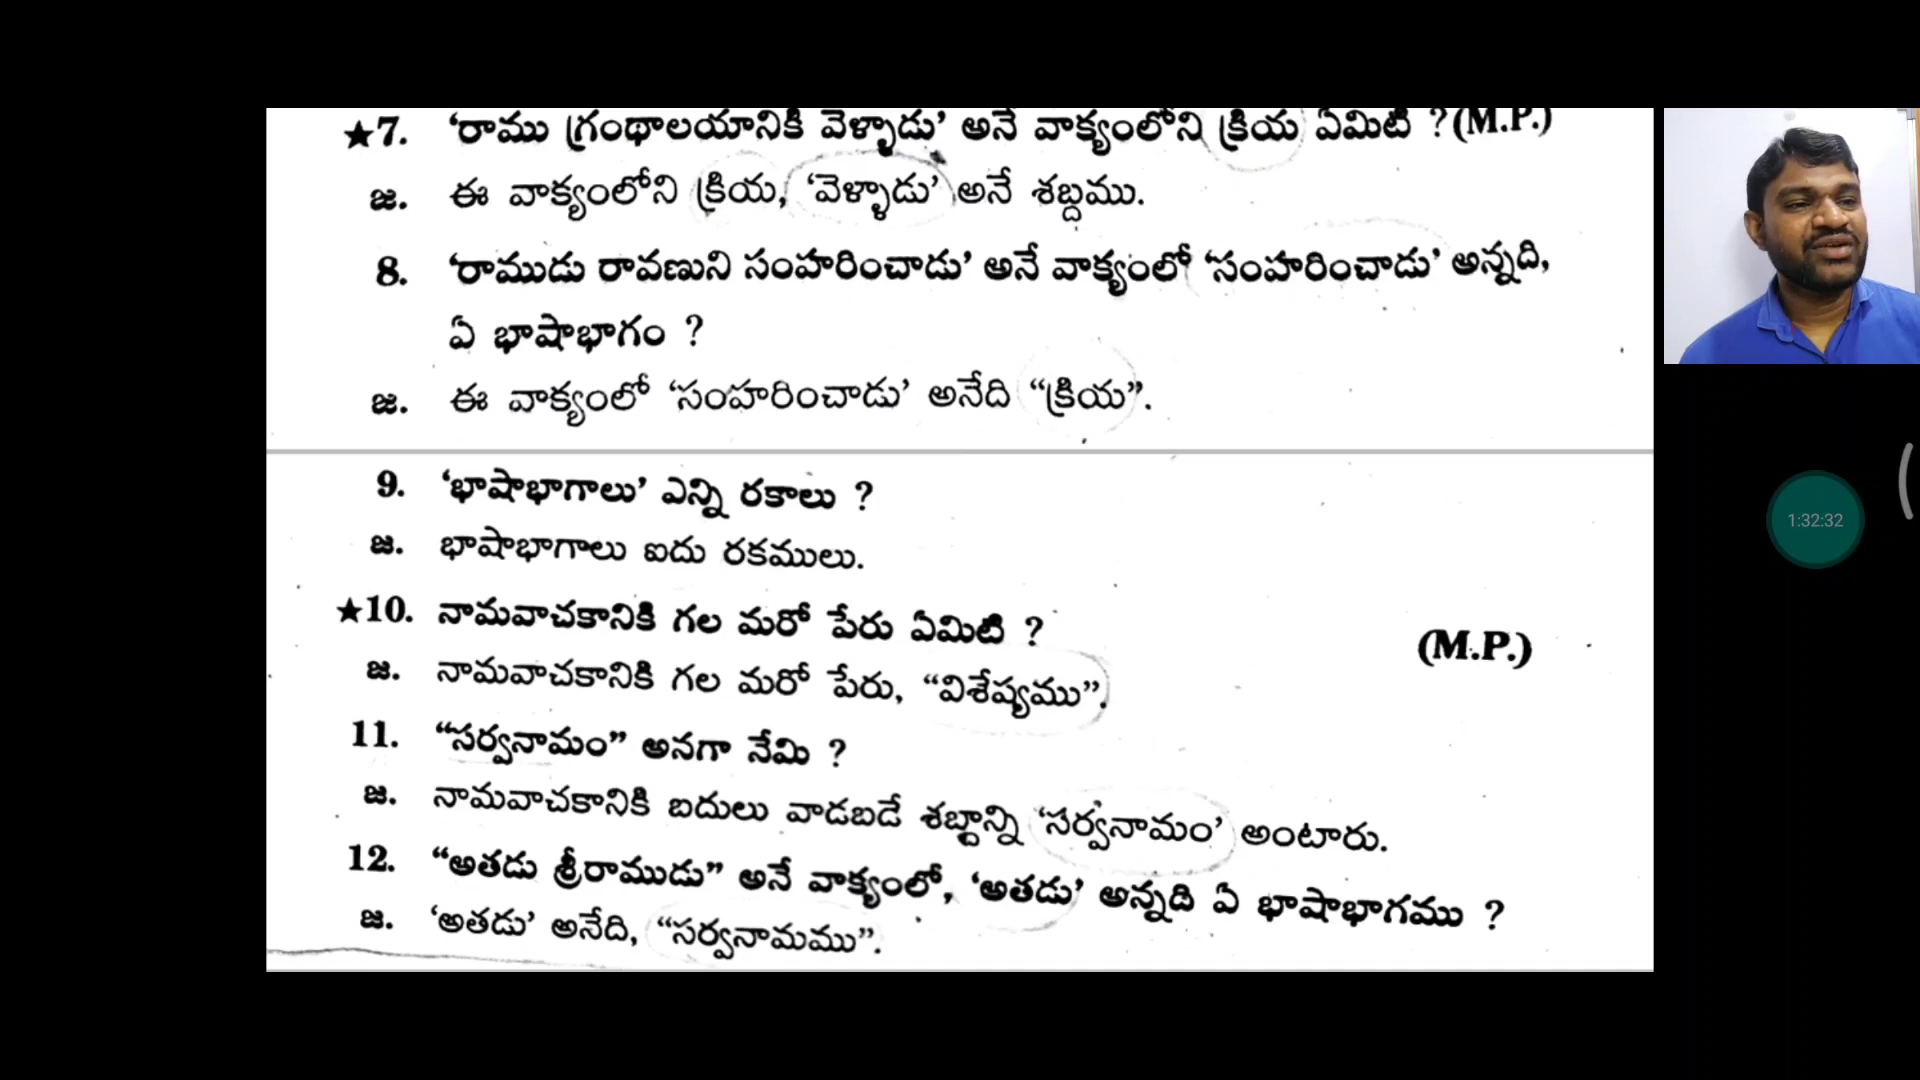 ★7. ‘రాము గ్రంథాలయానికి వెళ్ళాడు’ అనే వాక్యంలోని క్రియ ఏమిటి ?(M.P.)
జ. ఈ వాక్యంలోని క్రియ, ‘వెళ్ళాడు’ అనే శబ్దము.
8. ‘రాముడు రావణుని సంహరించాడు’ అనే వాక్యంలో ‘సంహరించాడు’ అన్నది,
ఏ భాషాభాగం ?
జ. ఈ వాక్యంలో ‘సంహరించాడు’ అనేది “క్రియ”.
9. ‘భాషాభాగాలు’ ఎన్ని రకాలు ?
జ. భాషాభాగాలు ఐదు రకములు.
★10. నామవాచకానికి గల మరో పేరు ఏమిటి ? (M.P.)
జ. నామవాచకానికి గల మరో పేరు, “విశేష్యము”.
11. “సర్వనామం” అనగా నేమి ?
జ. నామవాచకానికి బదులు వాడబడే శబ్దాన్ని ‘సర్వనామం’ అంటారు.
12. “అతడు శ్రీరాముడు” అనే వాక్యంలో, ‘అతడు’ అన్నది ఏ భాషాభాగము ?
జ. ‘అతడు’ అనేది, “సర్వనామము”.
1:32:32